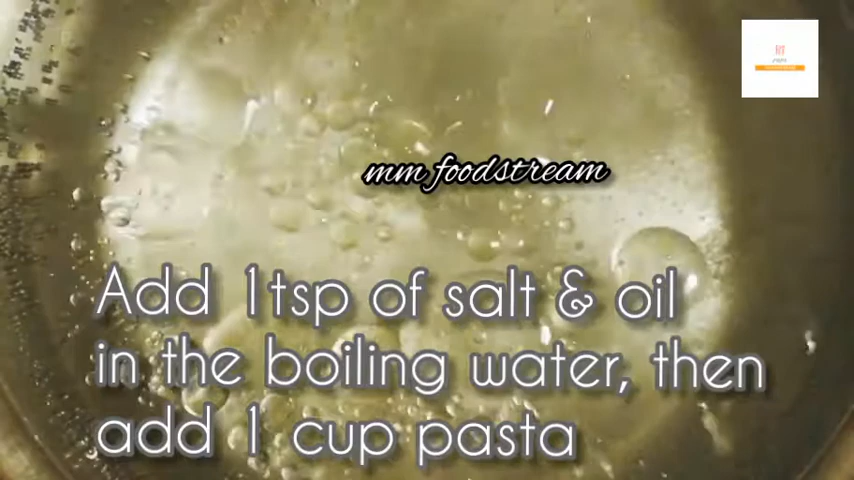 mm foodstream
Add 1tsp of salt & oil
in the boiling water, then
add 1 cup pasta